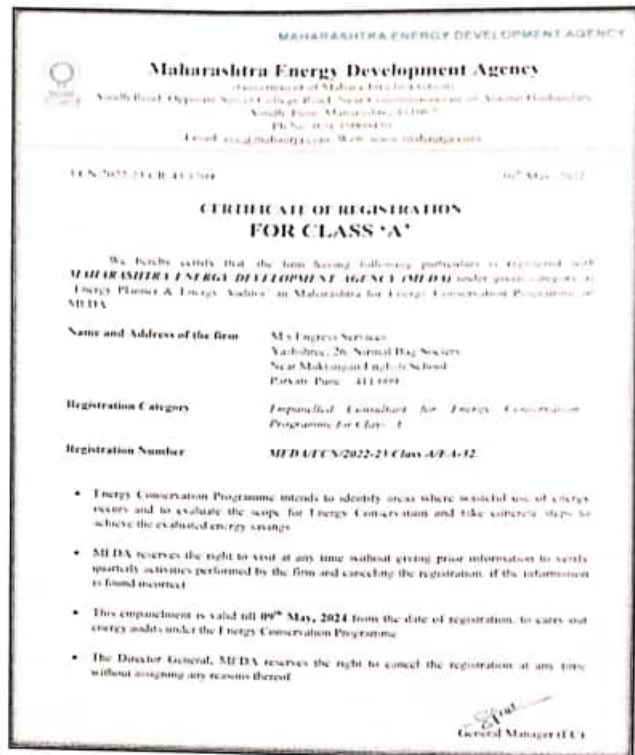 MAHARASHTRA ENERGY DEVELOPMENT AGENCY
Maharashtra Energy Development Agency
CERTIFICATE OF REGISTRATION
FOR CLASS 'A'
We hereby certify that the firm having following particulars is registered with
MAHARASHTRA ENERGY DEVELOPMENT AGENCY (MEDA) under given category as
Energy Planner & Energy Auditor in Maharashtra for Energy Conservation Programme of
MEDA
Name and Address of the firm M/s Engress Services
Yashshree, 26, Nirmal Bag Society
Near Muktangan English School
Parvati Pune
Registration Category Empanelled Consultant for Energy Conservation
Programme for Class A
Registration Number MEDA/ECN/2022-23/Class A/EA-32
• Energy Conservation Programme intends to identify areas where wasteful use of energy
occurs and to evaluate the scope for Energy Conservation and take concrete steps to
achieve the evaluated energy savings
• MEDA reserves the right to visit at any time without giving prior information to verify
quarterly activities performed by the firm and canceling the registration, if the information
is found incorrect
• This empanelment is valid till 09th May, 2024 from the date of registration, to carry out
energy audits under the Energy Conservation Programme
• The Director General, MEDA reserves the right to cancel the registration at any time
without assigning any reasons thereof
General Manager (EC)